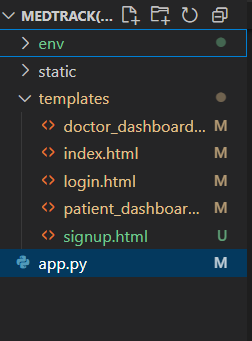 MEDTRACK(...
env
static
templates
doctor_dashboard... M
index.html M
login.html M
patient_dashboar... M
signup.html U
app.py M